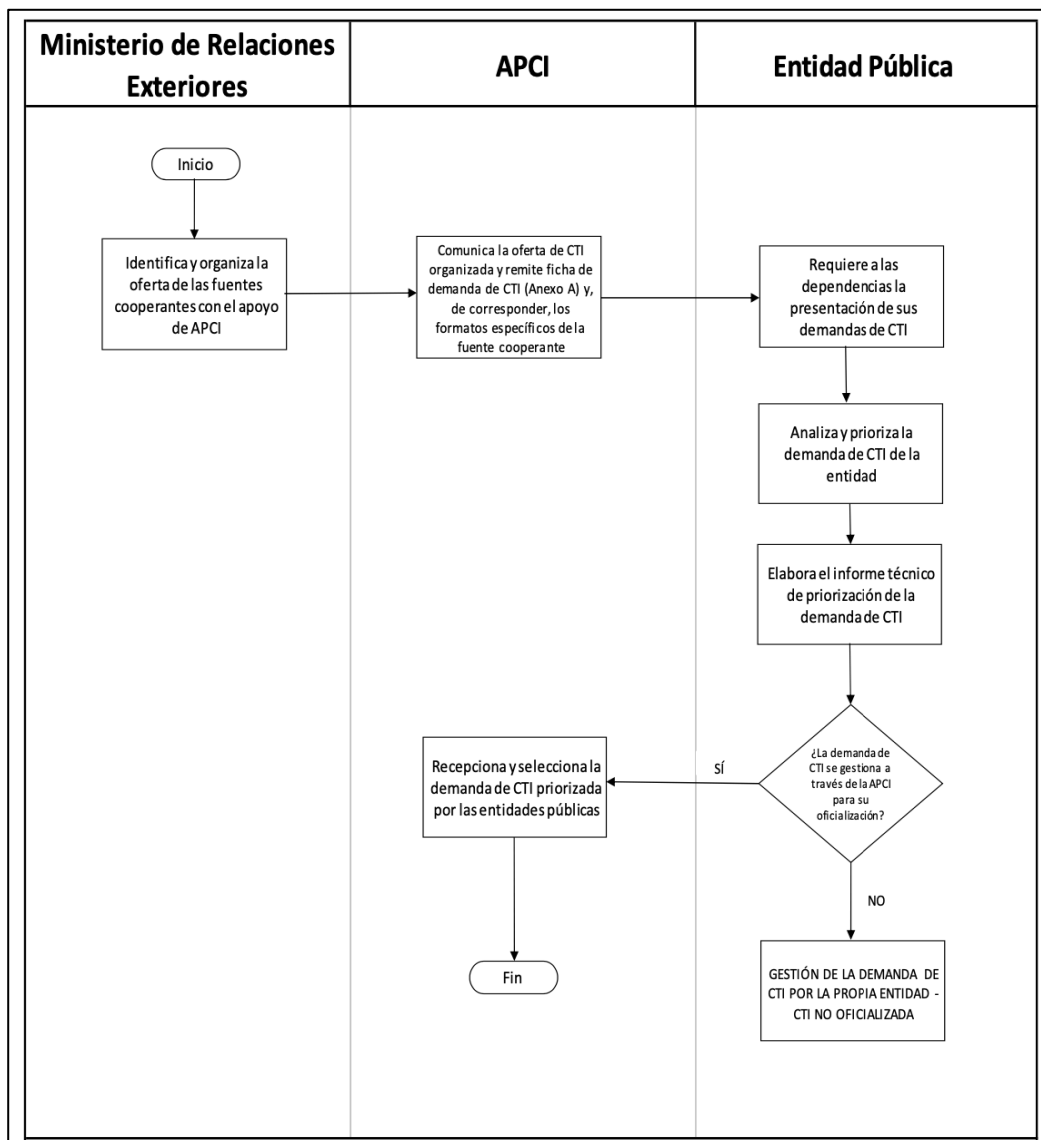 Ministerio de Relaciones
Exteriores
APCI
Entidad Pública
Inicio
Identifica y organiza la
oferta de las fuentes
cooperantes con el apoyo
de APCI
Comunica la oferta de CTI
organizada y remite ficha de
demanda de CTI (Anexo A) y,
de corresponder, los
formatos específicos de la
fuente cooperante
Requiere a las
dependencias la
presentación de sus
demandas de CTI
Analiza y prioriza la
demanda de CTI de la
entidad
Elabora el informe técnico
de priorización de la
demanda de CTI
¿La demanda de
CTI se gestiona a
través de la APCI
para su
oficialización?
SÍ
Recepciona y selecciona la
demanda de CTI priorizada
por las entidades públicas
NO
Fin
GESTIÓN DE LA DEMANDA DE
CTI POR LA PROPIA ENTIDAD -
CTI NO OFICIALIZADA